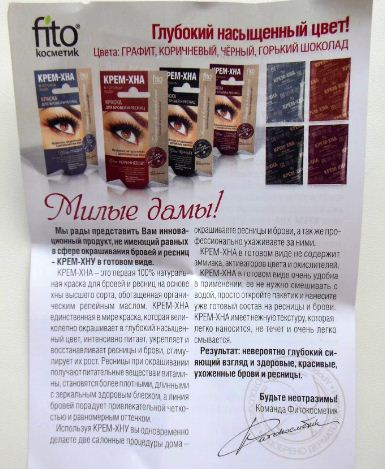 fito
косметик
Глубокий насыщенный цвет!
Цвета: ГРАФИТ, КОРИЧНЕВЫЙ, ЧЁРНЫЙ, ГОРЬКИЙ ШОКОЛАД
КРЕМ-ХНА
КРЕМ-ХНА
КРЕМ-ХНА
КРЕМ-ХНА
КРАСКА
ДЛЯ БРОВЕЙ И РЕСНИЦ
Милые дамы!
Мы рады представить Вам иннова-
ционный продукт, не имеющий равных
в сфере окрашивания бровей и ресниц
- КРЕМ-ХНУ в готовом виде.
КРЕМ-ХНА – это первая 100% натураль-
ная краска для бровей и ресниц на основе
хны высшего сорта, обогащенная органи-
ческим репейным маслом. КРЕМ-ХНА
единственная в мире краска, которая вели-
колепно окрашивает в глубокий насыщен-
ный цвет, интенсивно питает, укрепляет и
восстанавливает ресницы и брови, стиму-
лирует их рост. Ресницы при окрашивании
получают питательные вещества и витами-
ны, становятся более плотными, длинными
с зеркальным здоровым блеском, а линия
бровей подарует привлекательной четко-
стью и равномерным оттенком.
Используя КРЕМ-ХНУ вы одновременно
делаете две салонные процедуры дома –
окрашиваете ресницы и брови, а так же про-
фессионально ухаживаете за ними.
КРЕМ-ХНА в готовом виде не содержит
аммиака, активаторов цвета и окислителей.
КРЕМ-ХНА в готовом виде очень удобна
в применении, ее не нужно смешивать с
водой, просто откройте пакетик и нанесите
уже готовый состав на ресницы и брови.
КРЕМ-ХНА имеет нежную текстуру, которая
легко наносится, не течет и очень легко
смывается.
Результат: невероятно глубокий си-
яющий взгляд и здоровые, красивые,
ухоженные брови и ресницы.
Будьте неотразимы!
Команда Фитокосметик
Фитокосметик